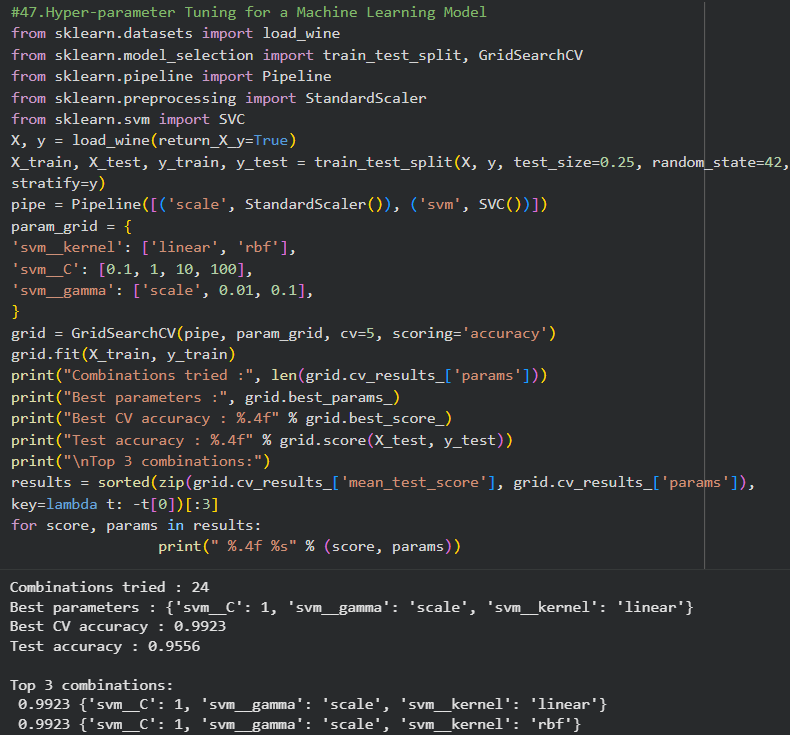 #47.Hyper-parameter Tuning for a Machine Learning Model
from sklearn.datasets import load_wine
from sklearn.model_selection import train_test_split, GridSearchCV
from sklearn.pipeline import Pipeline
from sklearn.preprocessing import StandardScaler
from sklearn.svm import SVC
X, y = load_wine(return_X_y=True)
X_train, X_test, y_train, y_test = train_test_split(X, y, test_size=0.25, random_state=42,
stratify=y)
pipe = Pipeline([('scale', StandardScaler()), ('svm', SVC())])
param_grid = {
'svm__kernel': ['linear', 'rbf'],
'svm__C': [0.1, 1, 10, 100],
'svm__gamma': ['scale', 0.01, 0.1],
}
grid = GridSearchCV(pipe, param_grid, cv=5, scoring='accuracy')
grid.fit(X_train, y_train)
print("Combinations tried :", len(grid.cv_results_['params']))
print("Best parameters :", grid.best_params_)
print("Best CV accuracy : %.4f" % grid.best_score_)
print("Test accuracy : %.4f" % grid.score(X_test, y_test))
print("\nTop 3 combinations:")
results = sorted(zip(grid.cv_results_['mean_test_score'], grid.cv_results_['params']),
key=lambda t: -t[0])[:3]
for score, params in results:
                 print(" %.4f %s" % (score, params))
Combinations tried : 24
Best parameters : {'svm__C': 1, 'svm__gamma': 'scale', 'svm__kernel': 'linear'}
Best CV accuracy : 0.9923
Test accuracy : 0.9556

Top 3 combinations:
 0.9923 {'svm__C': 1, 'svm__gamma': 'scale', 'svm__kernel': 'linear'}
 0.9923 {'svm__C': 1, 'svm__gamma': 'scale', 'svm__kernel': 'rbf'}